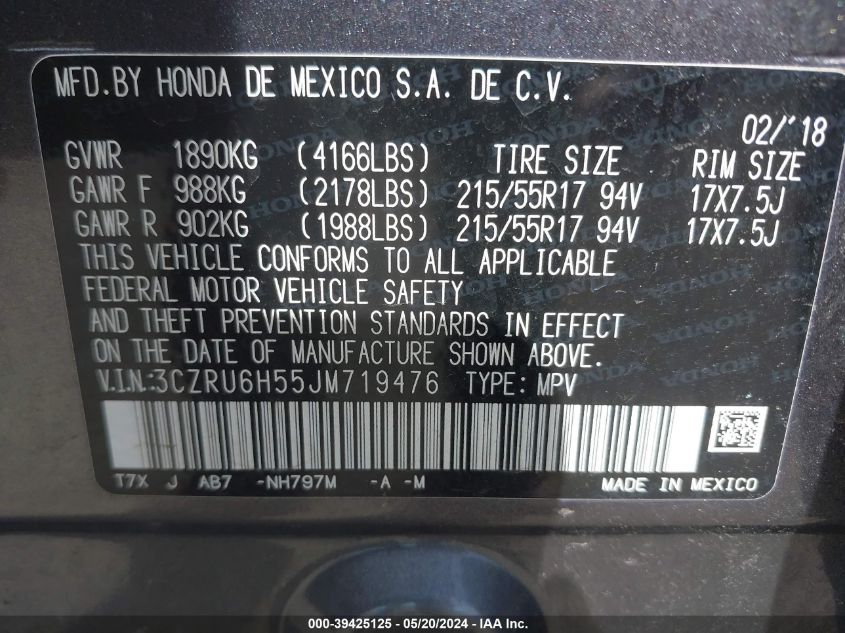 MFD.BY HONDA DE MEXICO S.A. DE C.V.
02/'18
GVWR 1890KG (4166LBS) TIRE SIZE RIM SIZE
GAWR F 988KG (2178LBS) 215/55R17 94V 17X7.5J
GAWR R 902KG (1988LBS) 215/55R17 94V 17X7.5J
THIS VEHICLE CONFORMS TO ALL APPLICABLE
FEDERAL MOTOR VEHICLE SAFETY
AND THEFT PREVENTION STANDARDS IN EFFECT
ON THE DATE OF MANUFACTURE SHOWN ABOVE.
V.I.N.:3CZRU6H55JM719476 TYPE: MPV
T7X J AB7 -NH797M -A -M MADE IN MEXICO
000-39425125 - 05/20/2024 - IAA, Inc.